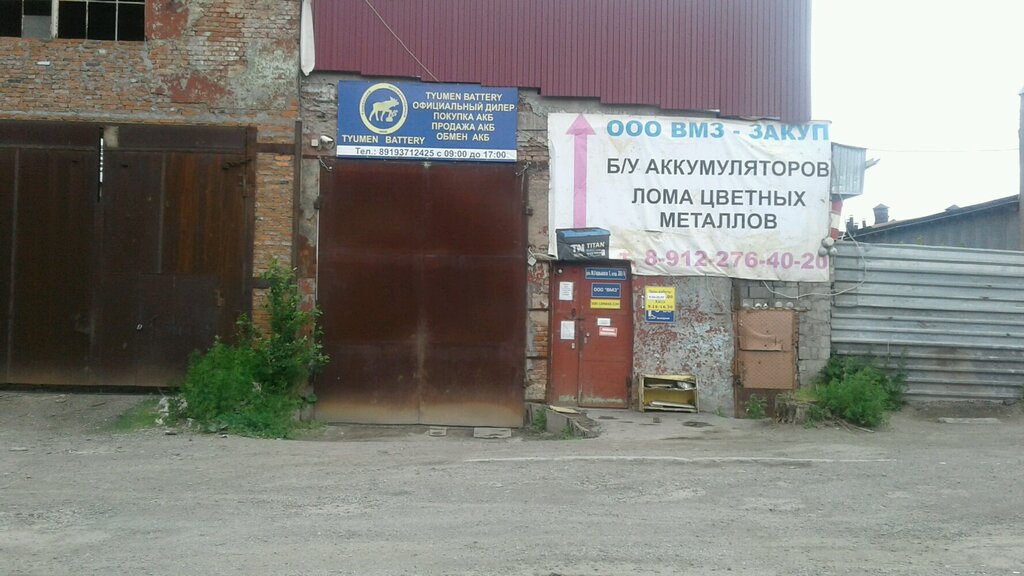 TYUMEN BATTERY
ОФИЦИАЛЬНЫЙ ДИЛЕР
ПОКУПКА АКБ
ПРОДАЖА АКБ
ОБМЕН АКБ
TYUMEN BATTERY
Тел.: 89193712425 с 09:00 до 17:00
ООО ВМЗ - ЗАКУП
Б/У АККУМУЛЯТОРОВ
ЛОМА ЦВЕТНЫХ
МЕТАЛЛОВ
8-912-276-40-20
TITAN
ООО "ВМЗ"